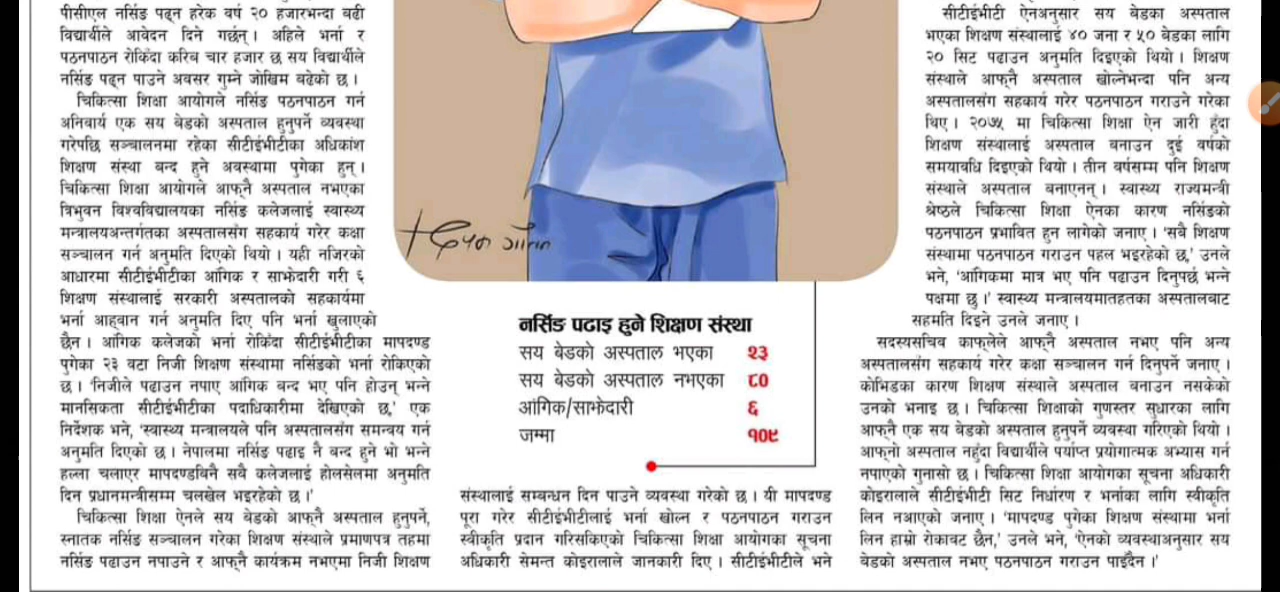 पीसीएल नर्सिङ पढ्न हरेक वर्ष २० हजारभन्दा बढी
विद्यार्थीले आवेदन दिने गर्छन् । अहिले भर्ना र
पठनपाठन रोकिँदा करिब चार हजार छ सय विद्यार्थीले
नर्सिङ पढ्न पाउने अवसर गुम्ने जोखिम बढेको छ ।
चिकित्सा शिक्षा आयोगले नर्सिङ पठनपाठन गर्न
अनिवार्य एक सय बेडको अस्पताल हुनुपर्ने व्यवस्था
गरेपछि सञ्चालनमा रहेका सीटीईभीटीका अधिकांश
शिक्षण संस्था बन्द हुने अवस्थामा पुगेका हुन् ।
चिकित्सा शिक्षा आयोगले आफ्नै अस्पताल नभएका
त्रिभुवन विश्वविद्यालयका नर्सिङ कलेजलाई स्वास्थ्य
मन्त्रालयअन्तर्गतका अस्पतालसंग सहकार्य गरेर कक्षा
सञ्चालन गर्न अनुमति दिएको थियो । यही नजिरको
आधारमा सीटीईभीटीका आंगिक र साझेदारी गरी ६
शिक्षण संस्थालाई सरकारी अस्पतालको सहकार्यमा
भर्ना आह्वान गर्न अनुमति दिए पनि भर्ना खुलाएको
छैन । आंगिक कलेजको भर्ना रोकिँदा सीटीईभीटीका मापदण्ड
पुगेका २३ वटा निजी शिक्षण संस्थामा नर्सिङको भर्ना रोकिएको
छ । 'निजीले पढाउन नपाए आंगिक बन्द भए पनि होउन् भन्ने
मानसिकता सीटीईभीटीका पदाधिकारीमा देखिएको छ,' एक
निर्देशक भने, 'स्वास्थ्य मन्त्रालयले पनि अस्पतालसंग समन्वय गर्न
अनुमति दिएको छ । नेपालमा नर्सिङ पढाइ नै बन्द हुने भो भन्ने
हल्ला चलाएर मापदण्डबिनै सबै कलेजलाई होलसेलमा अनुमति
दिन प्रधानमन्त्रीसम्म चलखेल भइरहेको छ ।'
चिकित्सा शिक्षा ऐनले सय बेडको आफ्नै अस्पताल हुनुपर्ने,
स्नातक नर्सिङ सञ्चालन गरेका शिक्षण संस्थाले प्रमाणपत्र तहमा
नर्सिङ पढाउन नपाउने र आफ्नै कार्यक्रम नभएमा निजी शिक्षण
नर्सिङ पढाइ हुने शिक्षण संस्था
सय बेडको अस्पताल भएका २३
सय बेडको अस्पताल नभएका ८०
आंगिक/साझेदारी ६
जम्मा १०९
संस्थालाई सम्बन्धन दिन पाउने व्यवस्था गरेको छ । यी मापदण्ड
पूरा गरेर सीटीईभीटीलाई भर्ना खोल्न र पठनपाठन गराउन
स्वीकृति प्रदान गरिसकिएको चिकित्सा शिक्षा आयोगका सूचना
अधिकारी सेमन्त कोइरालाले जानकारी दिए । सीटीईभीटीले भने
सीटीईभीटी ऐनअनुसार सय बेडका अस्पताल
भएका शिक्षण संस्थालाई ४० जना र ५० बेडका लागि
२० सिट पढाउन अनुमति दिइएको थियो । शिक्षण
संस्थाले आफ्नै अस्पताल खोल्नेभन्दा पनि अन्य
अस्पतालसंग सहकार्य गरेर पठनपाठन गराउने गरेका
थिए । २०७५ मा चिकित्सा शिक्षा ऐन जारी हुँदा
शिक्षण संस्थालाई अस्पताल बनाउन दुई वर्षको
समयावधि दिइएको थियो । तीन वर्षसम्म पनि शिक्षण
संस्थाले अस्पताल बनाएनन् । स्वास्थ्य राज्यमन्त्री
श्रेष्ठले चिकित्सा शिक्षा ऐनका कारण नर्सिङको
पठनपाठन प्रभावित हुन लागेको जनाए । 'सबै शिक्षण
संस्थामा पठनपाठन गराउन पहल भइरहेको छ,' उनले
भने, 'आंगिकमा मात्र भए पनि पढाउन दिनुपर्छ भन्ने
पक्षमा छु ।' स्वास्थ्य मन्त्रालयमातहतका अस्पतालबाट
सहमति दिइने उनले जनाए ।
सदस्यसचिव काफ्लेले आफ्नै अस्पताल नभए पनि अन्य
अस्पतालसंग सहकार्य गरेर कक्षा सञ्चालन गर्न दिनुपर्ने जनाए ।
कोभिडका कारण शिक्षण संस्थाले अस्पताल बनाउन नसकेको
उनको भनाइ छ । चिकित्सा शिक्षाको गुणस्तर सुधारका लागि
आफ्नै एक सय बेडको अस्पताल हुनुपर्ने व्यवस्था गरिएको थियो ।
आफ्नो अस्पताल नहुँदा विद्यार्थीले पर्याप्त प्रयोगात्मक अभ्यास गर्न
नपाएको गुनासो छ । चिकित्सा शिक्षा आयोगका सूचना अधिकारी
कोइरालाले सीटीईभीटी सिट निर्धारण र भर्नाका लागि स्वीकृति
लिन नआएको जनाए । 'मापदण्ड पुगेका शिक्षण संस्थामा भर्ना
लिन हाम्रो रोकावट छैन,' उनले भने, 'ऐनको व्यवस्थाअनुसार सय
बेडको अस्पताल नभए पठनपाठन गराउन पाइँदैन ।'